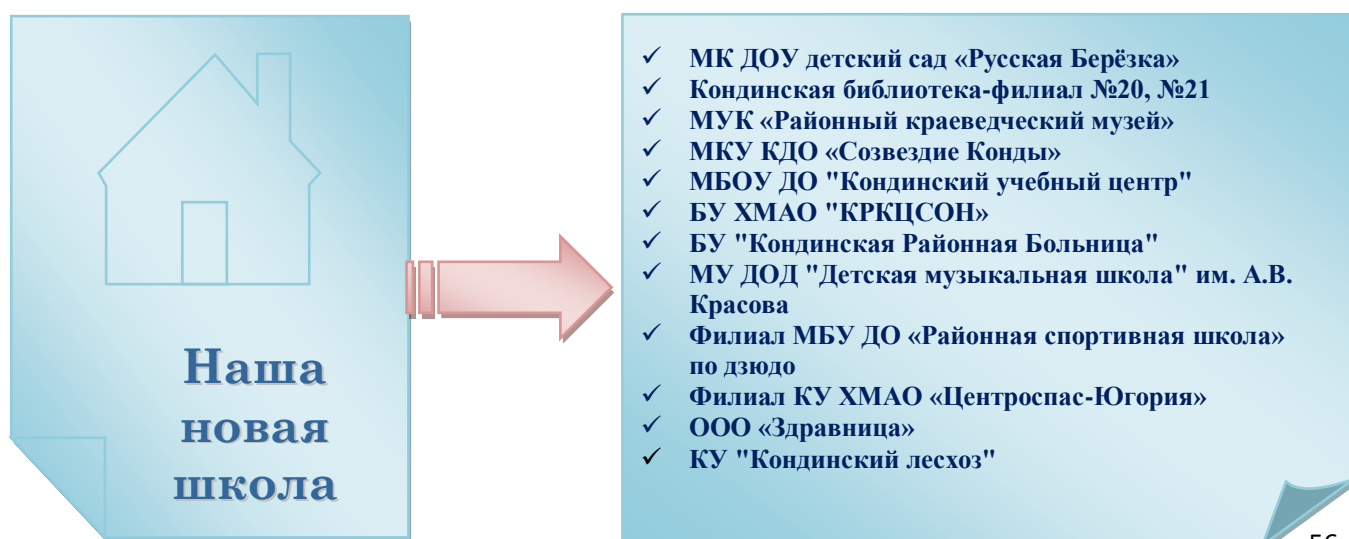 Наша
новая
школа
✓ МК ДОУ детский сад «Русская Берёзка»
✓ Кондинская библиотека-филиал №20, №21
✓ МУК «Районный краеведческий музей»
✓ МКУ КДО «Созвездие Конды»
✓ МБОУ ДО "Кондинский учебный центр"
✓ БУ ХМАО "КРКЦСОН»
✓ БУ "Кондинская Районная Больница"
✓ МУ ДОД "Детская музыкальная школа" им. А.В.
Красова
✓ Филиал МБУ ДО «Районная спортивная школа»
по дзюдо
✓ Филиал КУ ХМАО «Центроспас-Югория»
✓ ООО «Здравница»
✓ КУ "Кондинский лесхоз"